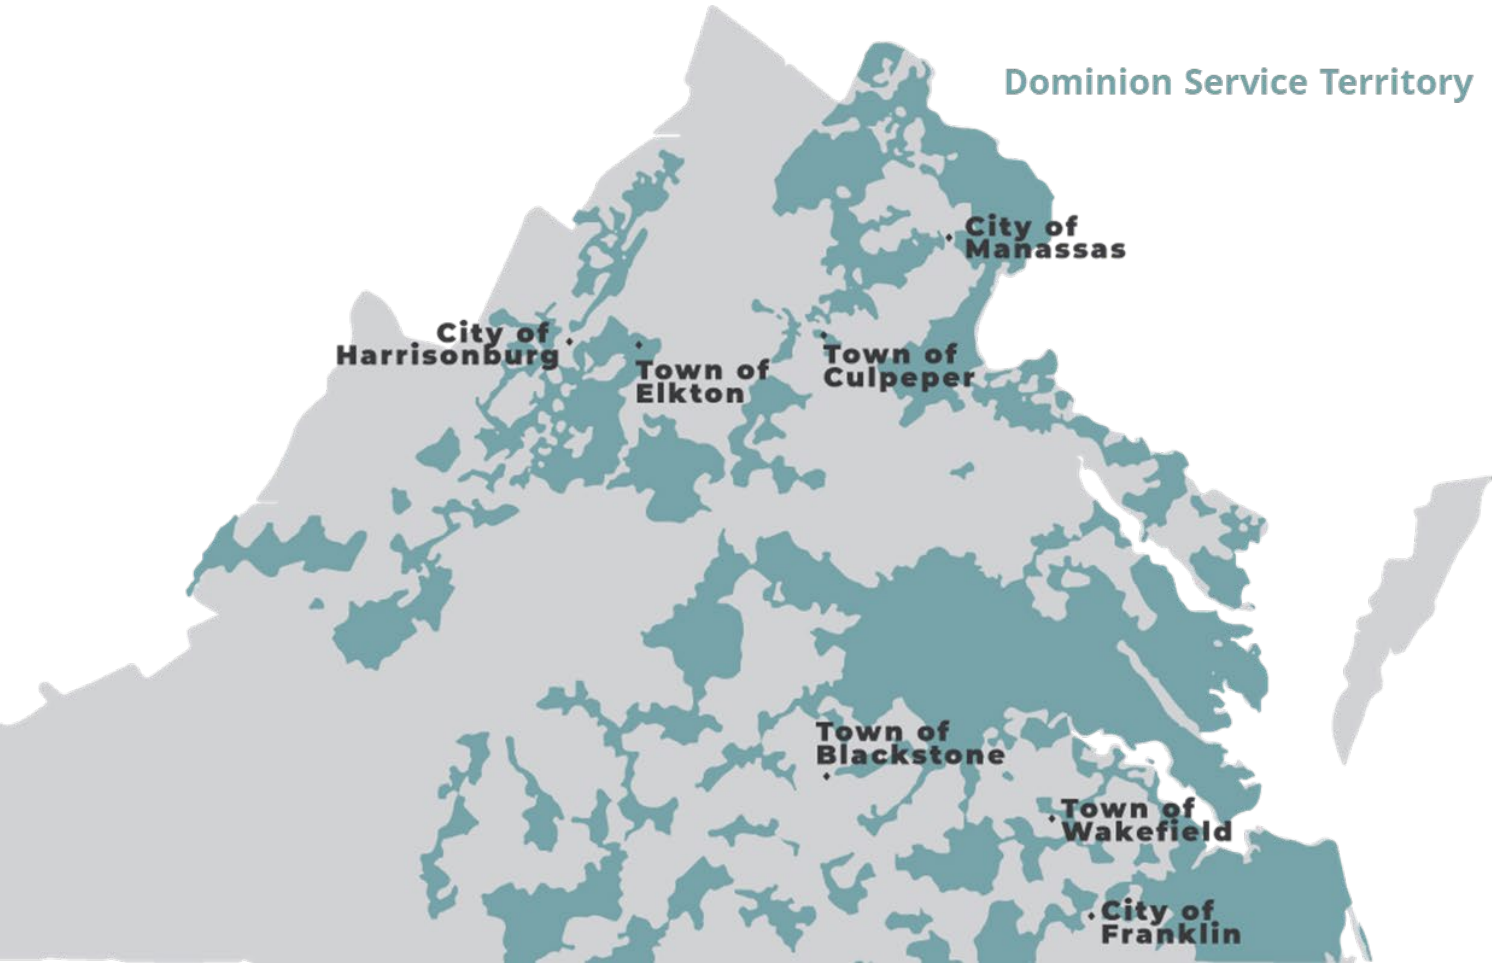 Dominion Service Territory
City of
Manassas
City of
Harrisonburg
Town of
Elkton
Town of
Culpeper
Town of
Blackstone
Town of
Wakefield
City of
Franklin